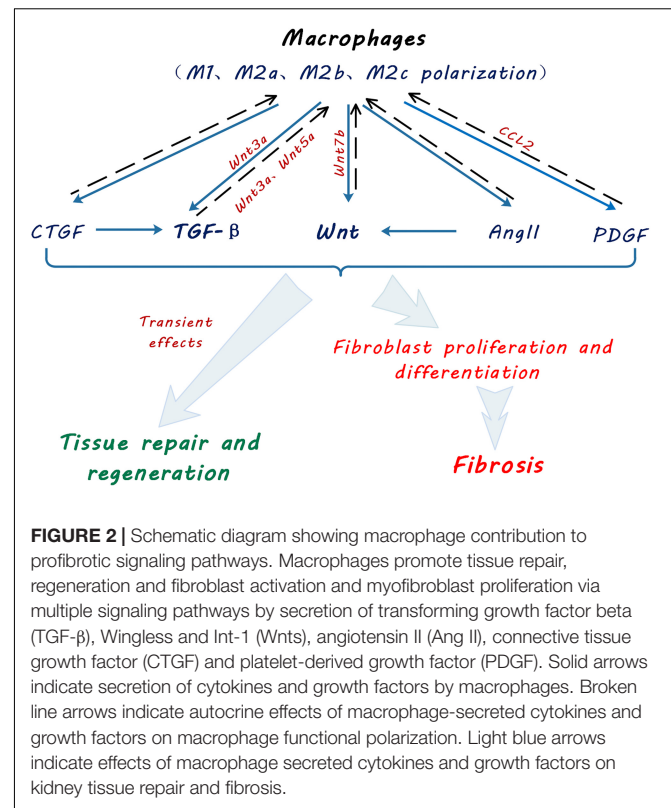 Macrophages
（M1、M2a、M2b、M2c polarization）
Wnt3a
Wnt3a、Wnt5a
Wnt7b
CCL2
CTGF
TGF-β
Wnt
AngII
PDGF
Transient
effects
Fibroblast proliferation and
differentiation
Tissue repair and
regeneration
Fibrosis
FIGURE 2 | Schematic diagram showing macrophage contribution to
profibrotic signaling pathways. Macrophages promote tissue repair,
regeneration and fibroblast activation and myofibroblast proliferation via
multiple signaling pathways by secretion of transforming growth factor beta
(TGF-β), Wingless and Int-1 (Wnts), angiotensin II (Ang II), connective tissue
growth factor (CTGF) and platelet-derived growth factor (PDGF). Solid arrows
indicate secretion of cytokines and growth factors by macrophages. Broken
line arrows indicate autocrine effects of macrophage-secreted cytokines and
growth factors on macrophage functional polarization. Light blue arrows
indicate effects of macrophage secreted cytokines and growth factors on
kidney tissue repair and fibrosis.